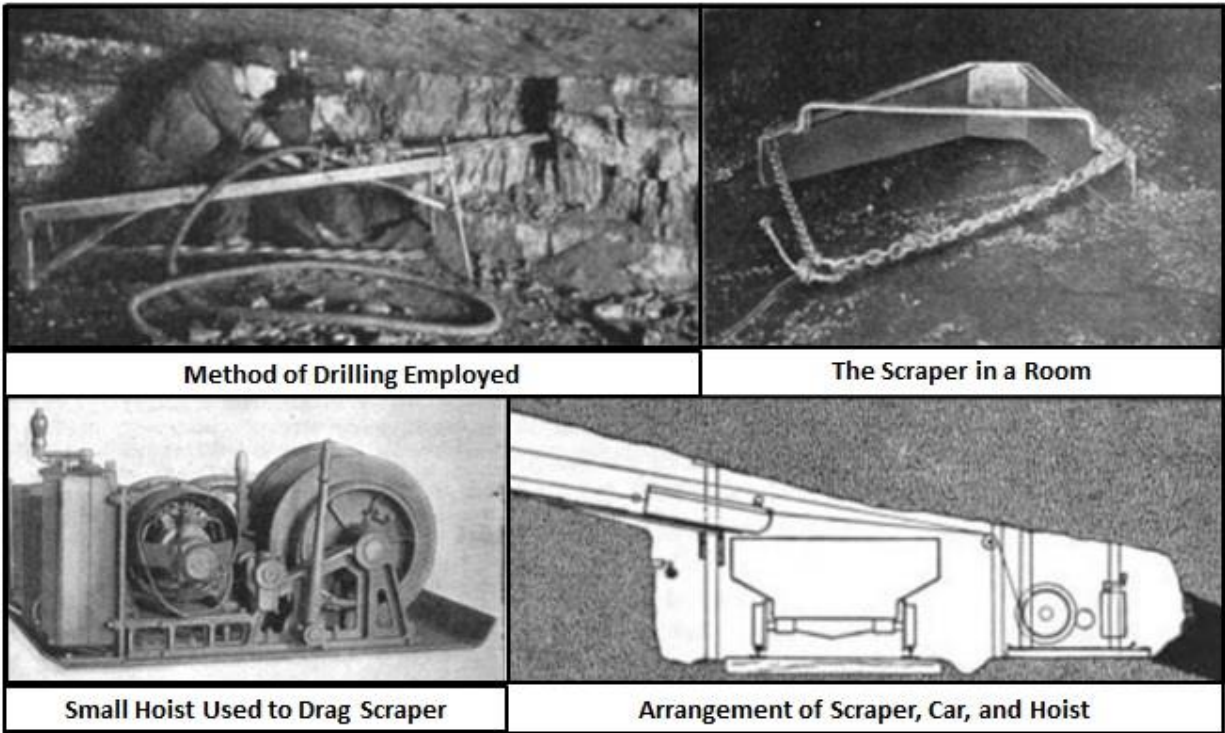 Method of Drilling Employed
The Scraper in a Room
Small Hoist Used to Drag Scraper
Arrangement of Scraper, Car, and Hoist